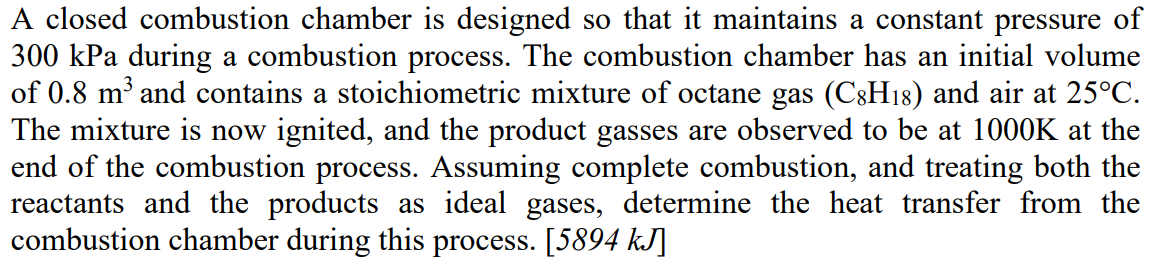 A closed combustion chamber is designed so that it maintains a constant pressure of
300 kPa during a combustion process. The combustion chamber has an initial volume
of 0.8 m³ and contains a stoichiometric mixture of octane gas (C₈H₁₈) and air at 25°C.
The mixture is now ignited, and the product gasses are observed to be at 1000K at the
end of the combustion process. Assuming complete combustion, and treating both the
reactants and the products as ideal gases, determine the heat transfer from the
combustion chamber during this process. [5894 kJ]